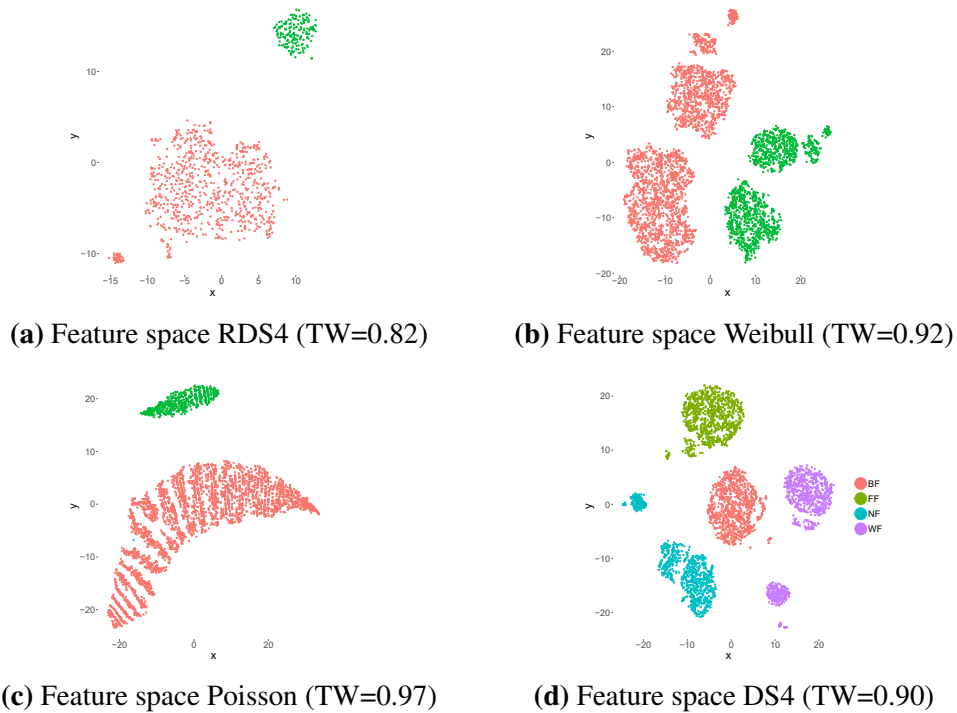 10-
0-
-10-
y
-15 -10 -5 0 5 10
x
(a) Feature space RDS4 (TW=0.82)
20-
10-
0-
-10-
-20-
y
-20 -10 0 10 20
x
(b) Feature space Weibull (TW=0.92)
20-
10-
0-
-10-
-20-
y
-20 0 20
x
(c) Feature space Poisson (TW=0.97)
20-
10-
0-
-10-
-20-
y
BF
FF
NF
WF
-20 -10 0 10 20
x
(d) Feature space DS4 (TW=0.90)